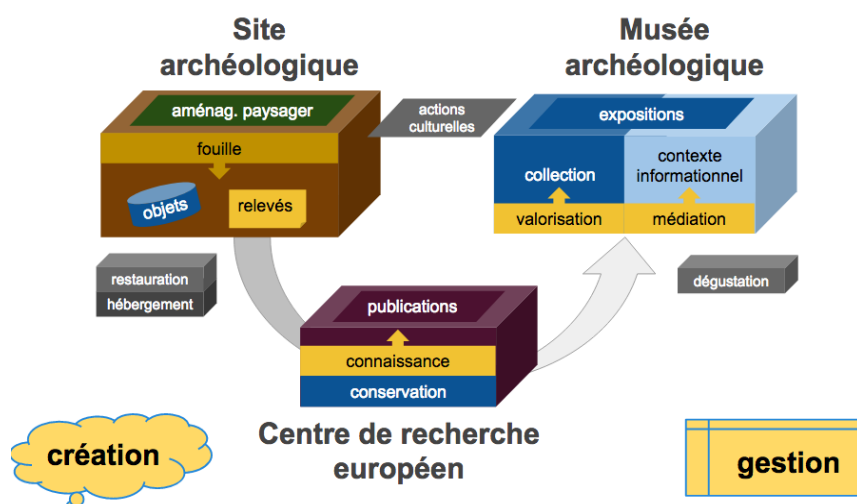 Site
archéologique
Musée
archéologique
aménag. paysager
actions
culturelles
expositions
fouille
objets
relevés
collection
contexte
informationnel
valorisation
médiation
restauration
hébergement
dégustation
publications
connaissance
conservation
Centre de recherche
européen
création
gestion